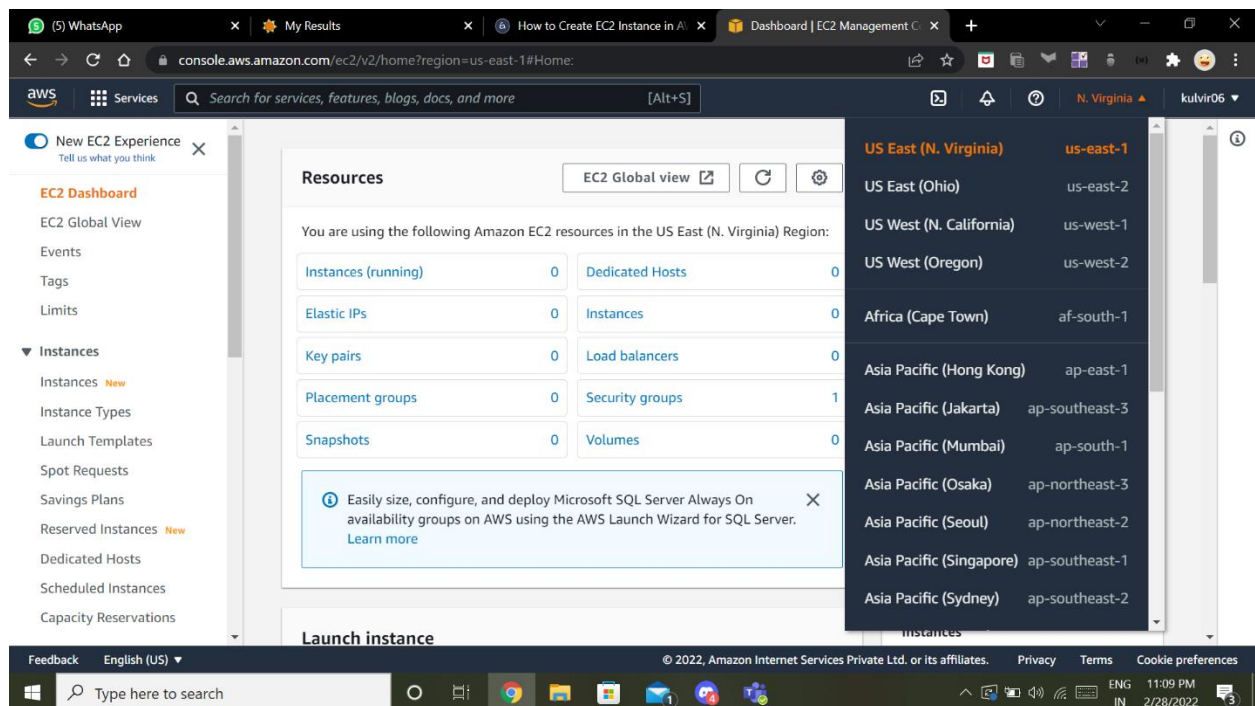 (5) WhatsApp
My Results
How to Create EC2 Instance in A
Dashboard | EC2 Management C
console.aws.amazon.com/ec2/v2/home?region=us-east-1#Home:
aws
Services
Search for services, features, blogs, docs, and more
[Alt+S]
N. Virginia
kulvir06
New EC2 Experience
Tell us what you think
EC2 Dashboard
EC2 Global View
Events
Tags
Limits
Instances
Instances New
Instance Types
Launch Templates
Spot Requests
Savings Plans
Reserved Instances New
Dedicated Hosts
Scheduled Instances
Capacity Reservations
Resources
EC2 Global view
You are using the following Amazon EC2 resources in the US East (N. Virginia) Region:
Instances (running) 0
Dedicated Hosts 0
Elastic IPs 0
Instances 0
Key pairs 0
Load balancers 0
Placement groups 0
Security groups 1
Snapshots 0
Volumes 0
Easily size, configure, and deploy Microsoft SQL Server Always On
availability groups on AWS using the AWS Launch Wizard for SQL Server.
Learn more
Launch instance
US East (N. Virginia) us-east-1
US East (Ohio) us-east-2
US West (N. California) us-west-1
US West (Oregon) us-west-2
Africa (Cape Town) af-south-1
Asia Pacific (Hong Kong) ap-east-1
Asia Pacific (Jakarta) ap-southeast-3
Asia Pacific (Mumbai) ap-south-1
Asia Pacific (Osaka) ap-northeast-3
Asia Pacific (Seoul) ap-northeast-2
Asia Pacific (Singapore) ap-southeast-1
Asia Pacific (Sydney) ap-southeast-2
Instances
Feedback
English (US)
© 2022, Amazon Internet Services Private Ltd. or its affiliates.
Privacy
Terms
Cookie preferences
Type here to search
ENG
IN
11:09 PM
2/28/2022